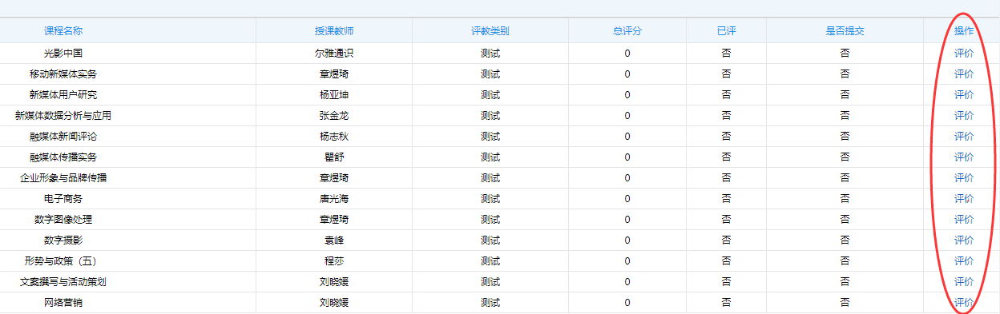 课程名称 授课教师 评教类别 总评分 已评 是否提交 操作
光影中国 尔雅通识 测试 0 否 否 评价
移动新媒体实务 章煜琦 测试 0 否 否 评价
新媒体用户研究 杨亚坤 测试 0 否 否 评价
新媒体数据分析与应用 张金龙 测试 0 否 否 评价
融媒体新闻评论 杨志秋 测试 0 否 否 评价
融媒体传播实务 瞿舒 测试 0 否 否 评价
企业形象与品牌传播 章煜琦 测试 0 否 否 评价
电子商务 唐光海 测试 0 否 否 评价
数字图像处理 章煜琦 测试 0 否 否 评价
数字摄影 袁峰 测试 0 否 否 评价
形势与政策（五） 程莎 测试 0 否 否 评价
文案撰写与活动策划 刘晓媛 测试 0 否 否 评价
网络营销 刘晓媛 测试 0 否 否 评价